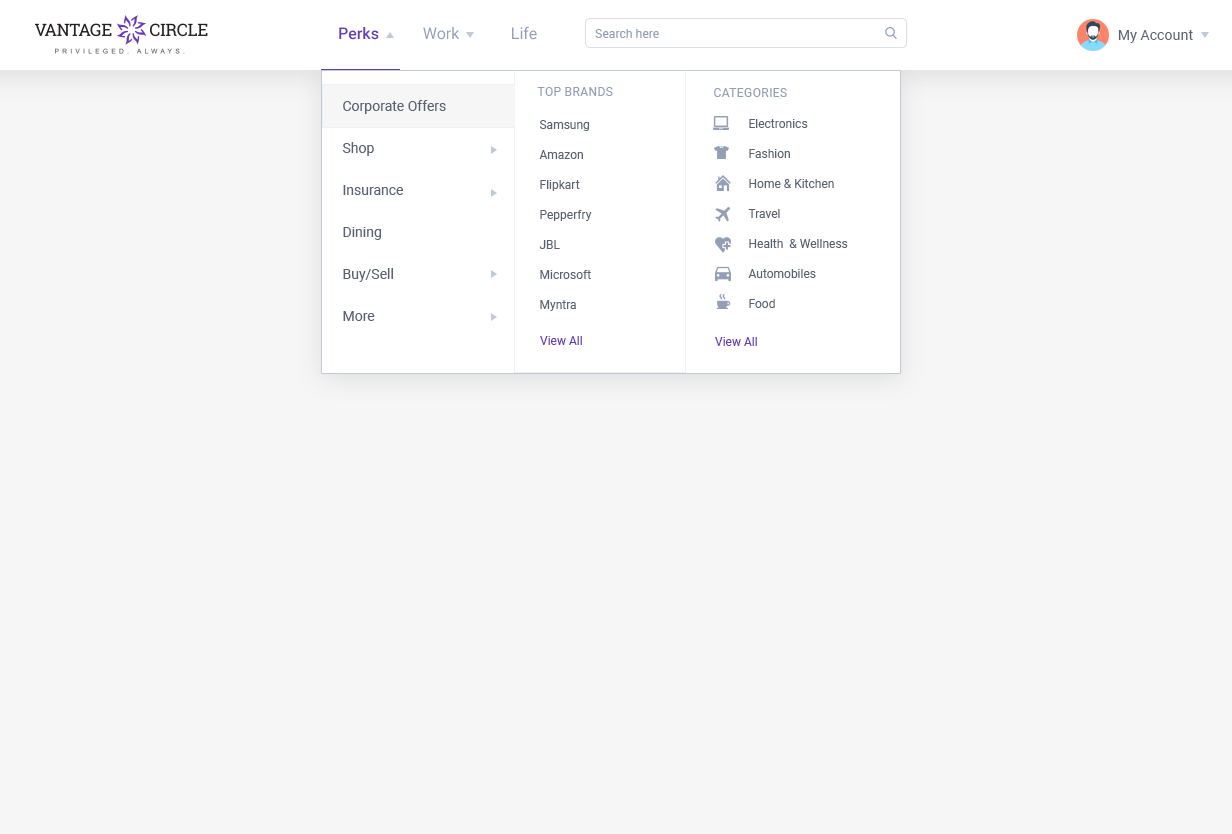 VANTAGE CIRCLE
PRIVILEGED. ALWAYS.
Perks
Work
Life
Search here
My Account
Corporate Offers
Shop
Insurance
Dining
Buy/Sell
More
TOP BRANDS
Samsung
Amazon
Flipkart
Pepperfry
JBL
Microsoft
Myntra
View All
CATEGORIES
Electronics
Fashion
Home & Kitchen
Travel
Health & Wellness
Automobiles
Food
View All